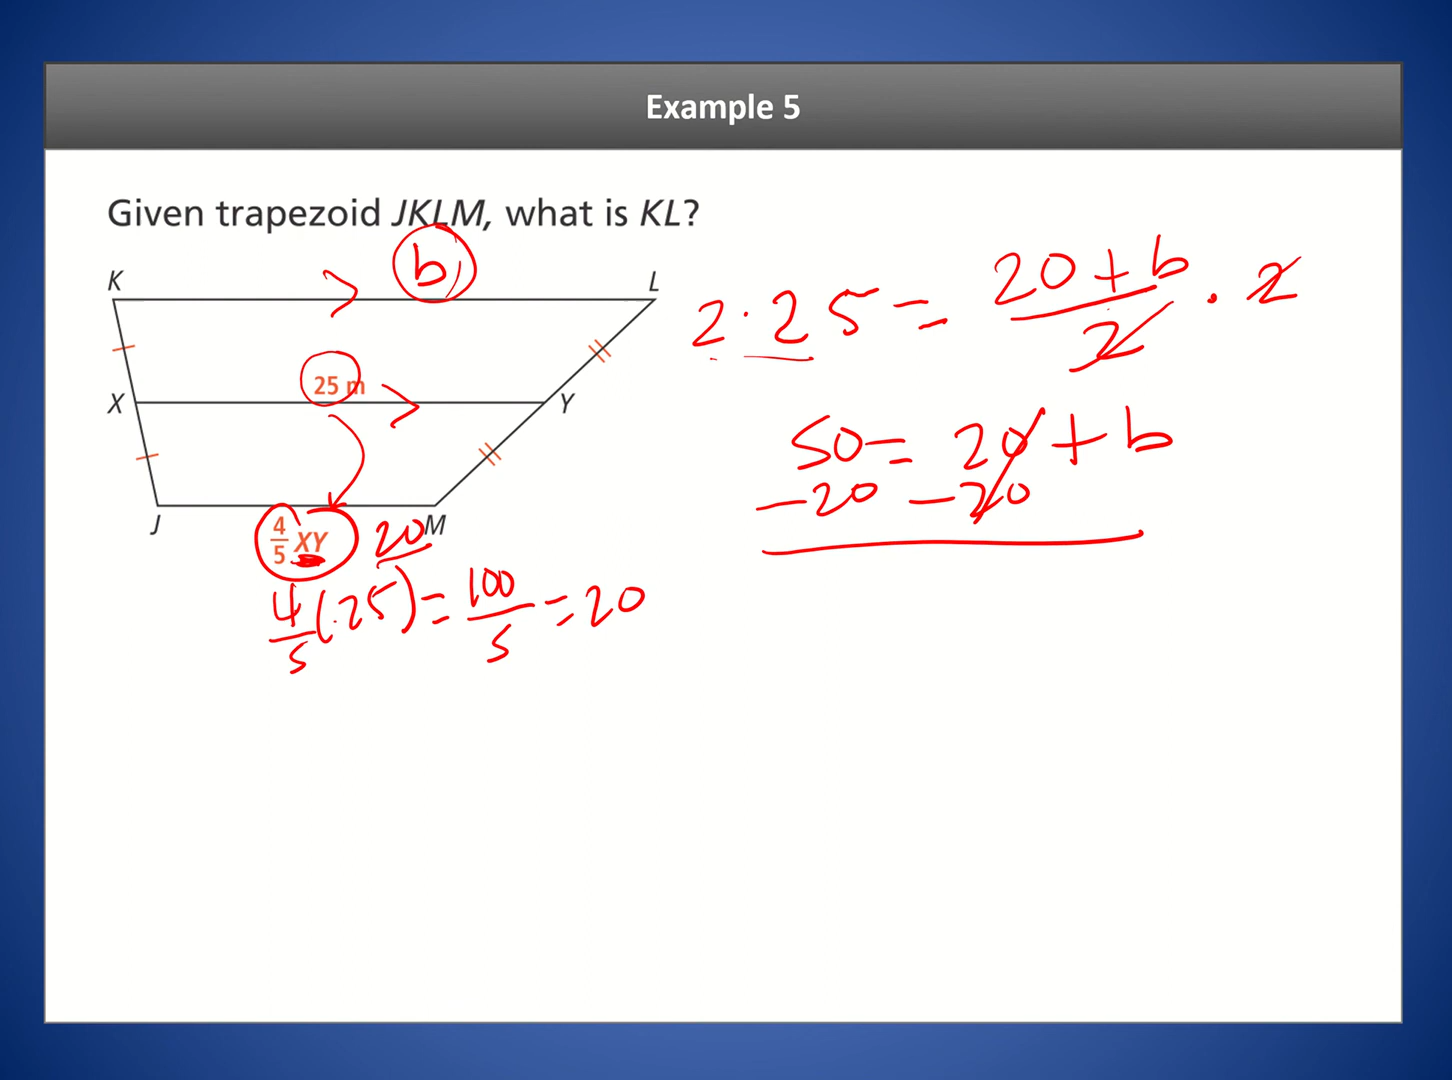 Example 5
Given trapezoid JKLM, what is KL?
b
K
L
2 · 25 = 20 + b / 2 · 2
25 m
X
Y
50 = 20 + b
-20 -20
J
M
4/5 XY
20
4/5 (25) = 100/5 = 20